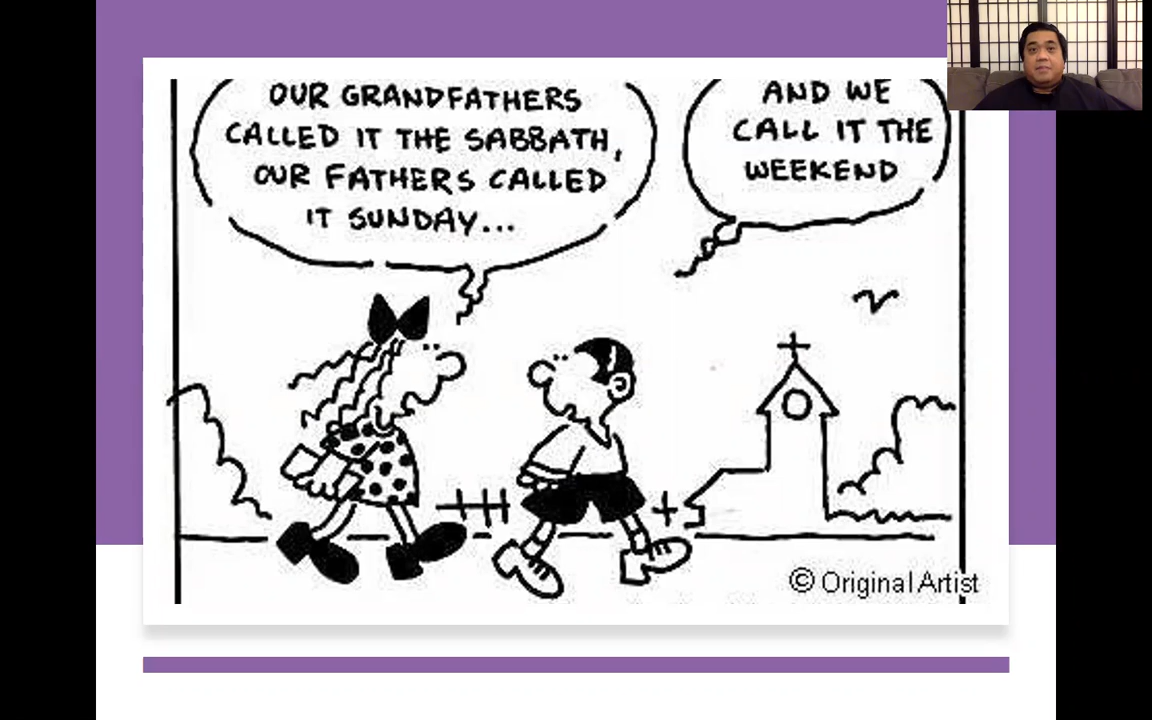 OUR GRANDFATHERS
CALLED IT THE SABBATH,
OUR FATHERS CALLED
IT SUNDAY...
AND WE
CALL IT THE
WEEKEND
© Original Artist